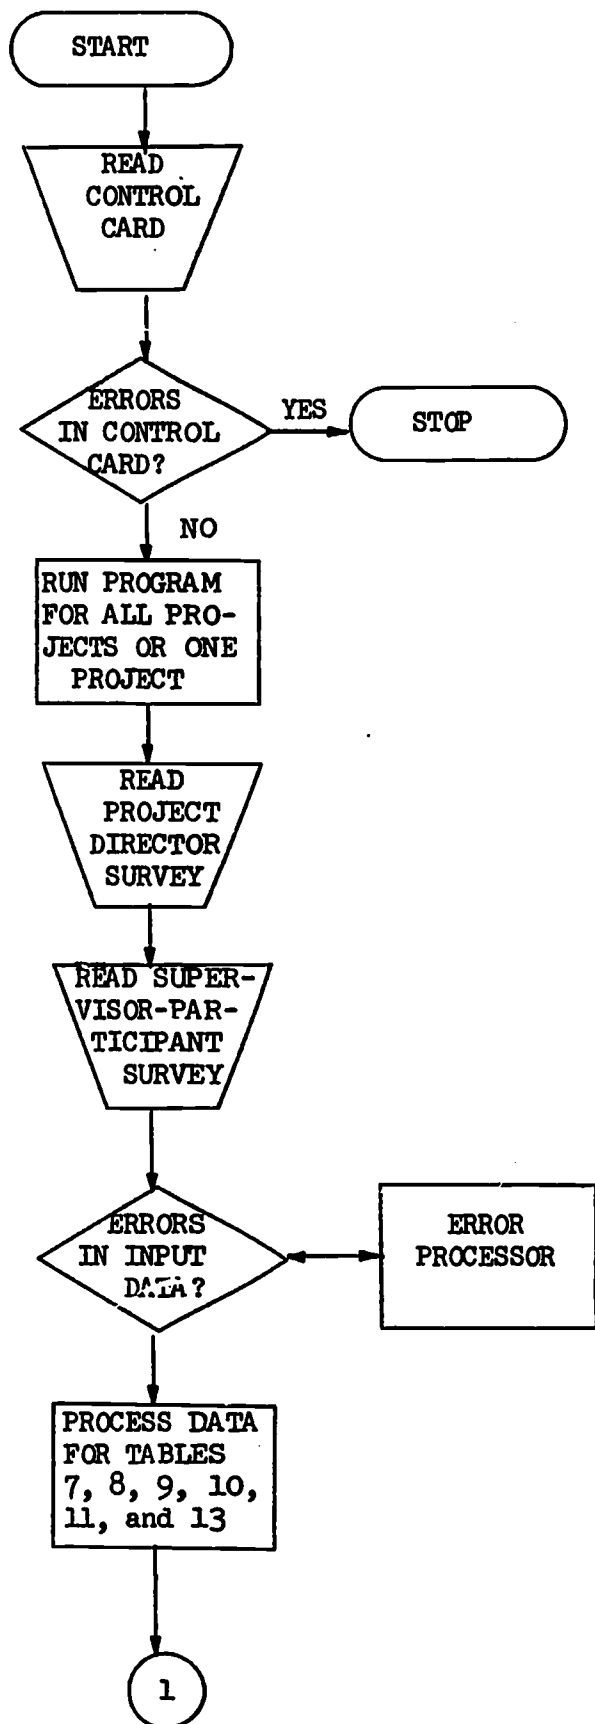 START
READ
CONTROL
CARD
ERRORS
IN CONTROL
CARD?
YES
STOP
NO
RUN PROGRAM
FOR ALL PRO-
JECTS OR ONE
PROJECT
READ
PROJECT
DIRECTOR
SURVEY
READ SUPER-
VISOR-PAR-
TICIPANT
SURVEY
ERRORS
IN INPUT
DATA?
ERROR
PROCESSOR
PROCESS DATA
FOR TABLES
7, 8, 9, 10,
11, and 13
1